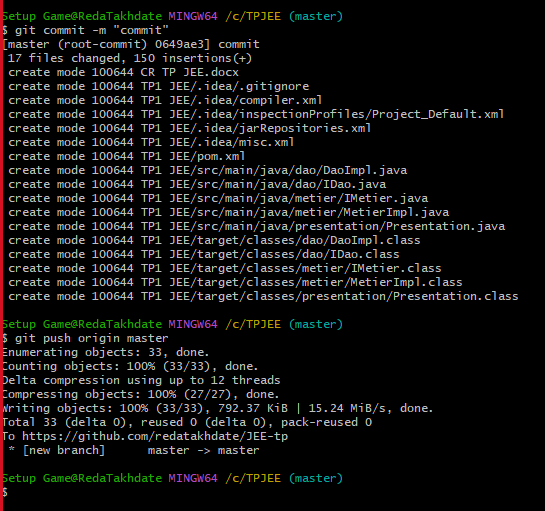 Setup Game@RedaTakhdate MINGW64 /c/TPJEE (master)
$ git commit -m "commit"
[master (root-commit) 0649ae3] commit
 17 files changed, 150 insertions(+)
 create mode 100644 CR TP JEE.docx
 create mode 100644 TP1 JEE/.idea/.gitignore
 create mode 100644 TP1 JEE/.idea/compiler.xml
 create mode 100644 TP1 JEE/.idea/inspectionProfiles/Project_Default.xml
 create mode 100644 TP1 JEE/.idea/jarRepositories.xml
 create mode 100644 TP1 JEE/.idea/misc.xml
 create mode 100644 TP1 JEE/pom.xml
 create mode 100644 TP1 JEE/src/main/java/dao/DaoImpl.java
 create mode 100644 TP1 JEE/src/main/java/dao/IDao.java
 create mode 100644 TP1 JEE/src/main/java/metier/IMetier.java
 create mode 100644 TP1 JEE/src/main/java/metier/MetierImpl.java
 create mode 100644 TP1 JEE/src/main/java/presentation/Presentation.java
 create mode 100644 TP1 JEE/target/classes/dao/DaoImpl.class
 create mode 100644 TP1 JEE/target/classes/dao/IDao.class
 create mode 100644 TP1 JEE/target/classes/metier/IMetier.class
 create mode 100644 TP1 JEE/target/classes/metier/MetierImpl.class
 create mode 100644 TP1 JEE/target/classes/presentation/Presentation.class
Setup Game@RedaTakhdate MINGW64 /c/TPJEE (master)
$ git push origin master
Enumerating objects: 33, done.
Counting objects: 100% (33/33), done.
Delta compression using up to 12 threads
Compressing objects: 100% (27/27), done.
Writing objects: 100% (33/33), 792.37 KiB | 15.24 MiB/s, done.
Total 33 (delta 0), reused 0 (delta 0), pack-reused 0
To https://github.com/redatakhdate/JEE-tp
 * [new branch]      master -> master
Setup Game@RedaTakhdate MINGW64 /c/TPJEE (master)
$